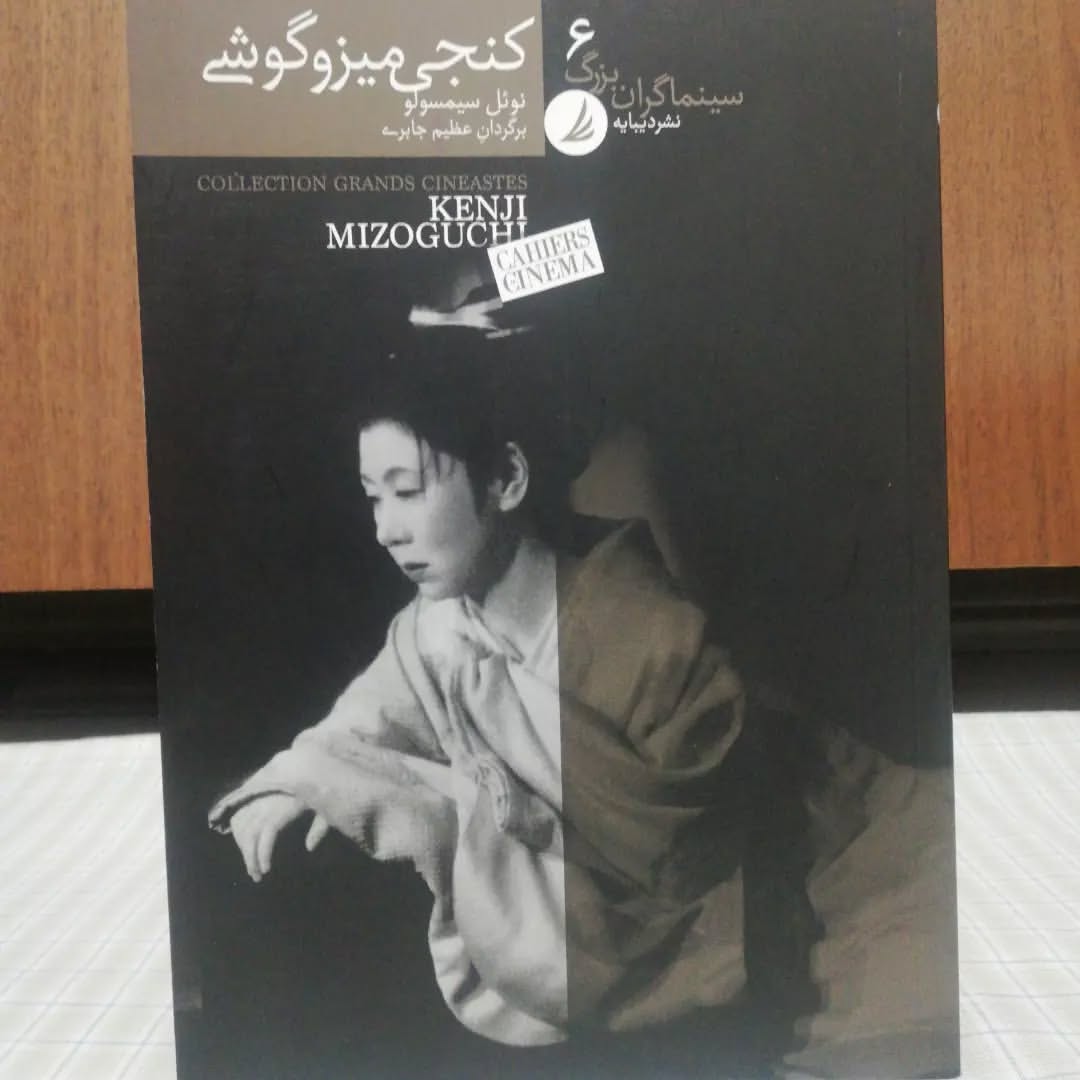 کنجی میزوگوشی
نوئل سیمسولو
برگردانِ عظیم جابری
۶
سینماگران بزرگ
نشر دیبایه
COLLECTION GRANDS CINEASTES
KENJI
MIZOGUCHI
CAHIERS
CINEMA